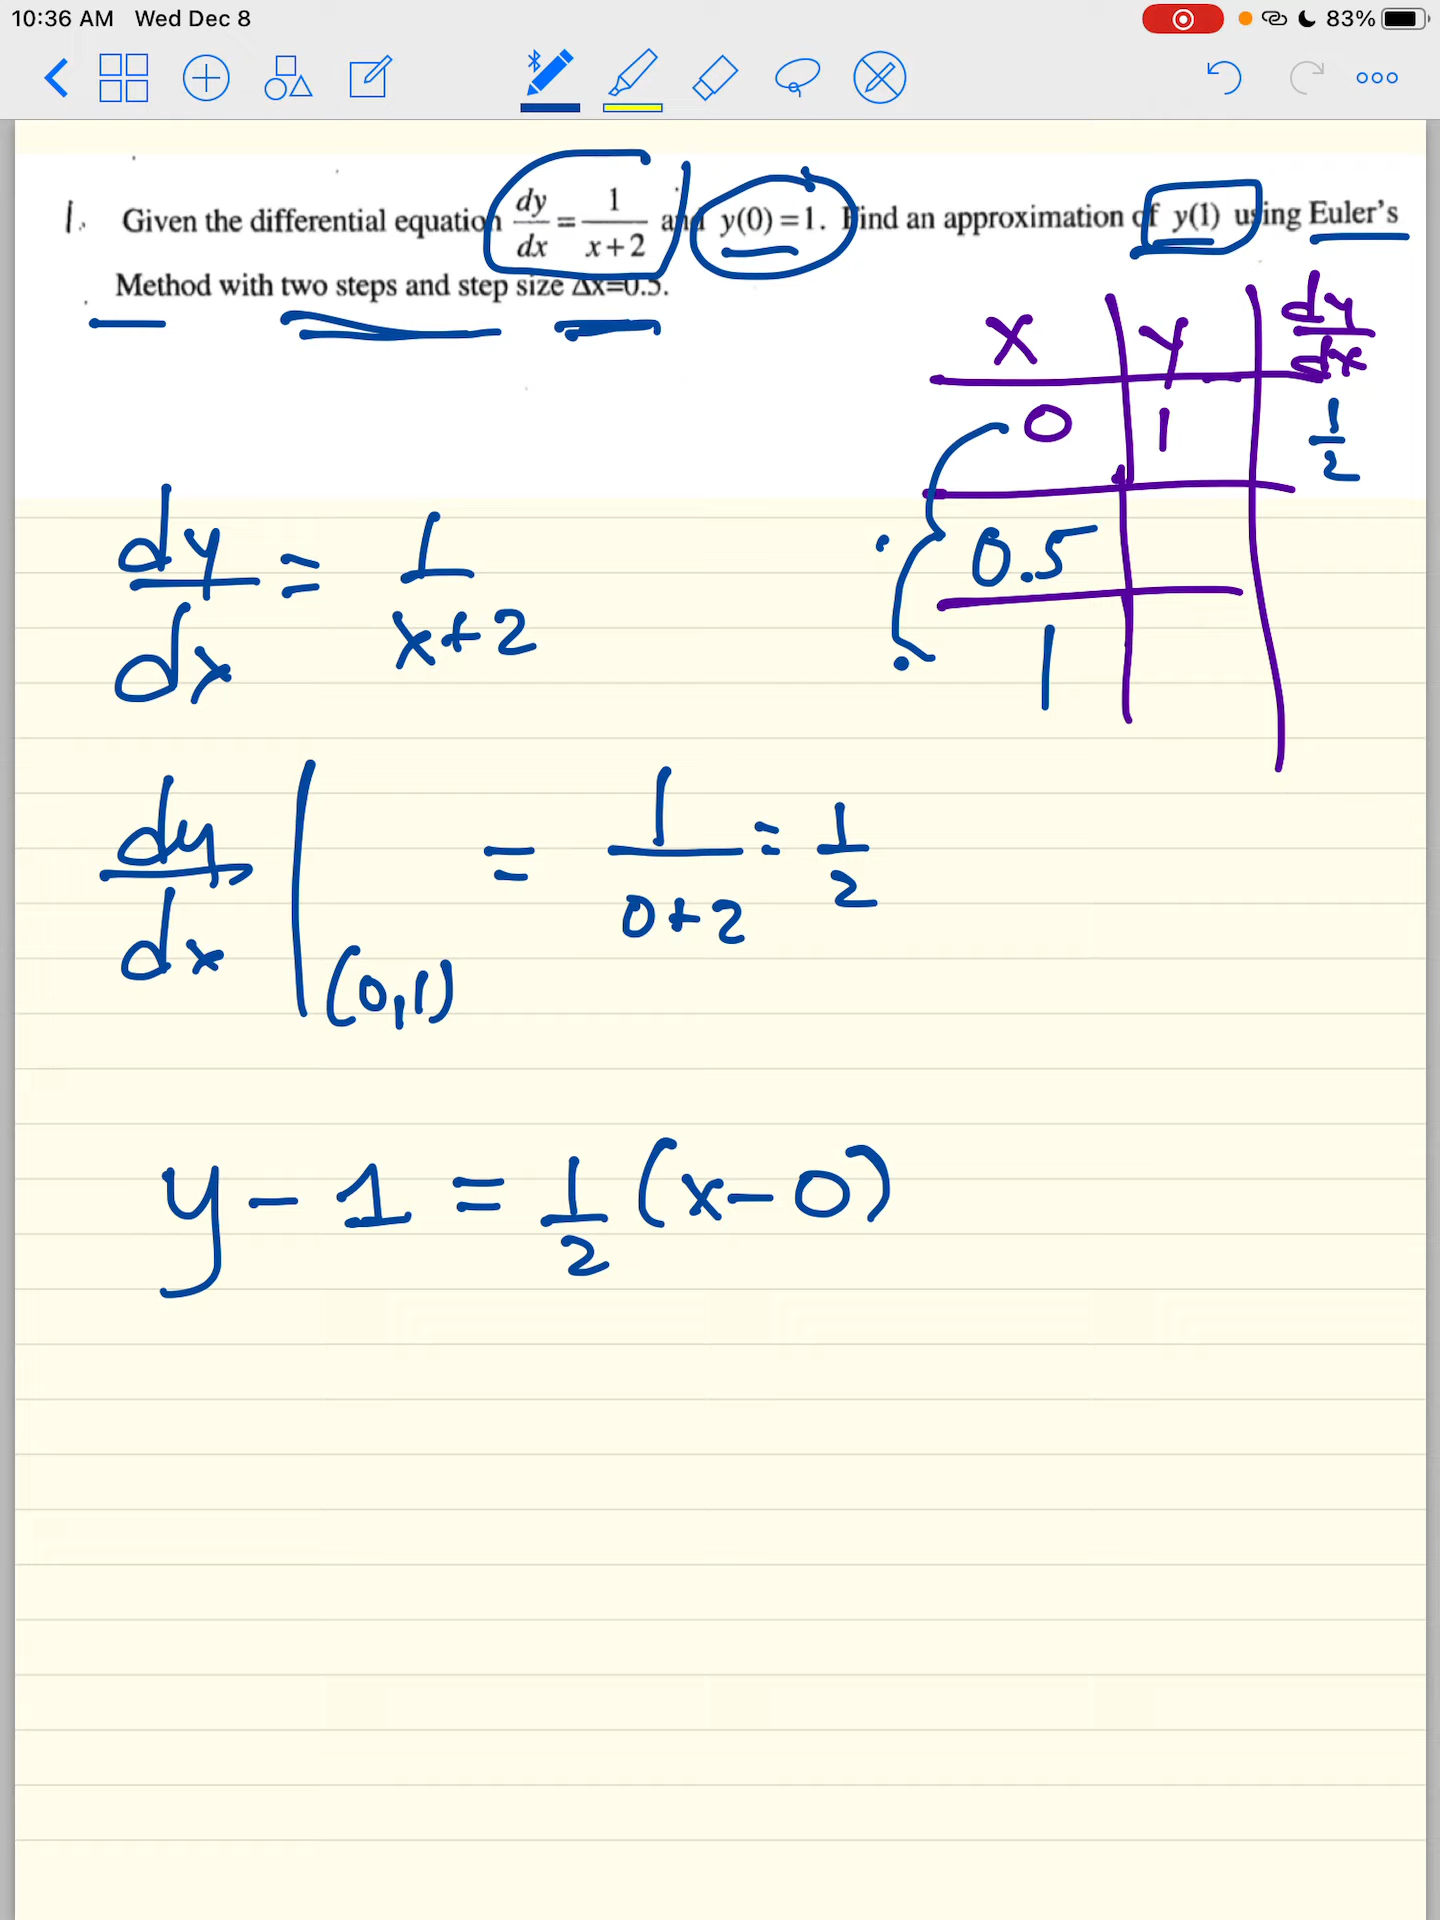 10:36 AM Wed Dec 8 83%
1. Given the differential equation dy/dx = 1/(x+2) and y(0)=1. Find an approximation of y(1) using Euler's
Method with two steps and step size Δx=0.5.
x y dy/dx
0 1 1/2
0.5
1
dy/dx = 1/(x+2)
dy/dx |(0,1) = 1/(0+2) = 1/2
y - 1 = 1/2 (x - 0)